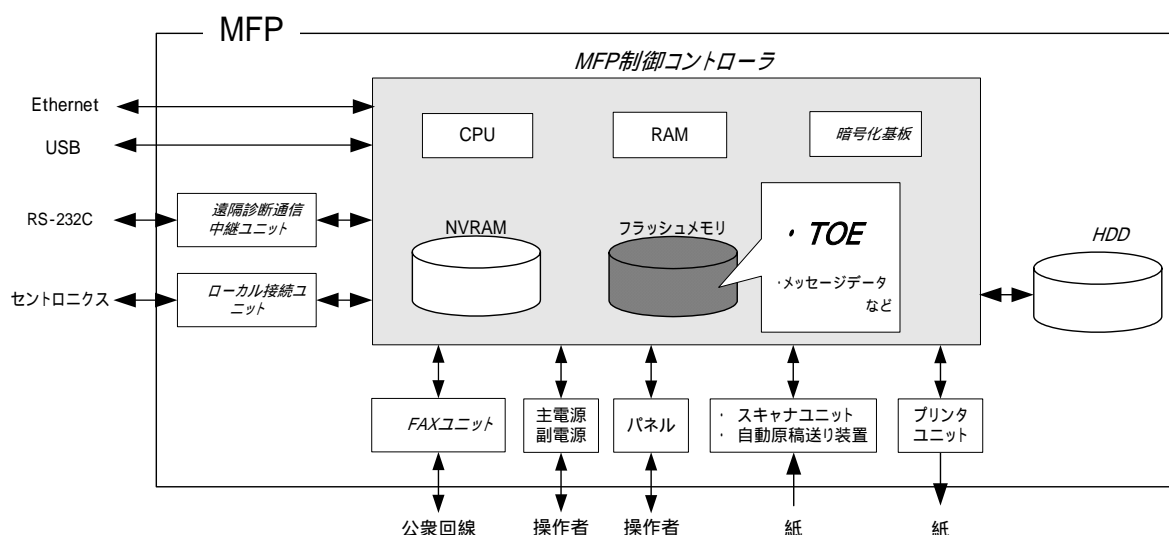 MFP
MFP制御コントローラ
Ethernet
USB
RS-232C
セントロニクス
遠隔診断通信
中継ユニット
ローカル接続ユ
ニット
CPU
RAM
暗号化基板
NVRAM
フラッシュメモリ
・ TOE
・メッセージデータ
など
HDD
FAXユニット
主電源
副電源
パネル
・ スキャナユニット
・ 自動原稿送り装置
プリンタ
ユニット
公衆回線
操作者
操作者
紙
紙